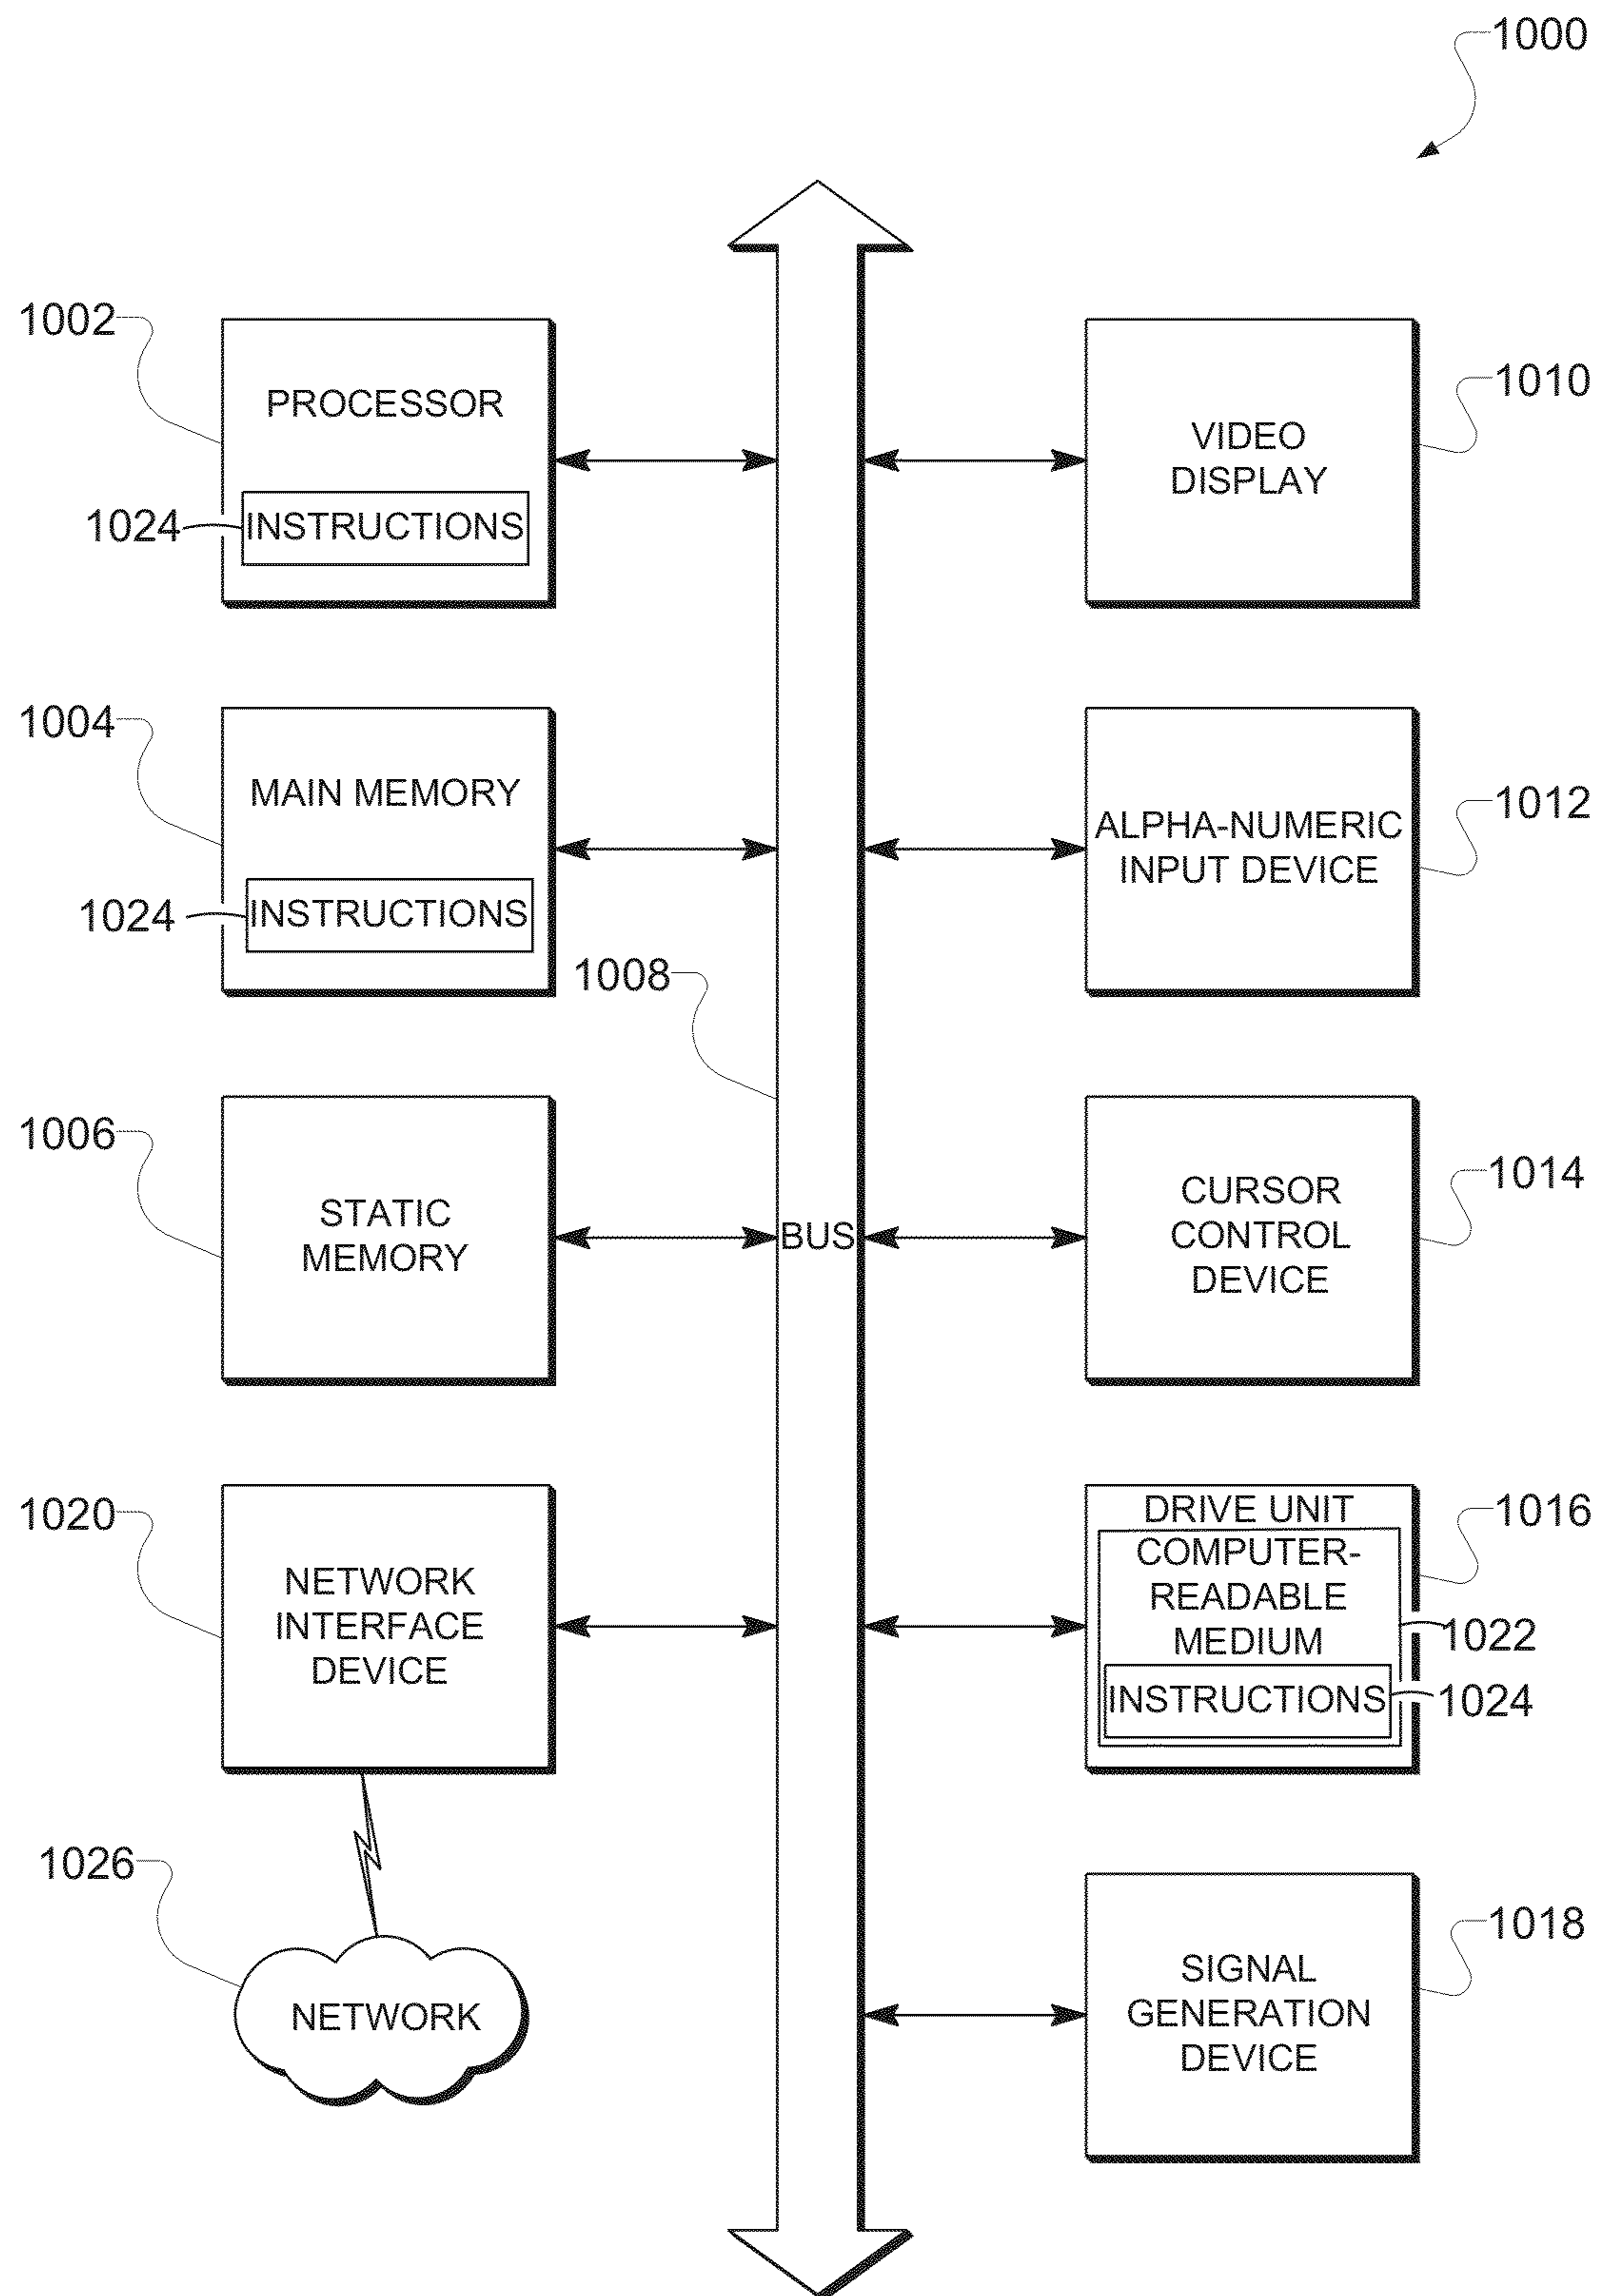 1000
1002
PROCESSOR
1024
INSTRUCTIONS
1010
VIDEO
DISPLAY
1004
MAIN MEMORY
1024
INSTRUCTIONS
1012
ALPHA-NUMERIC
INPUT DEVICE
1008
BUS
1006
STATIC
MEMORY
1014
CURSOR
CONTROL
DEVICE
1020
NETWORK
INTERFACE
DEVICE
1016
DRIVE UNIT
COMPUTER-
READABLE
MEDIUM
1022
INSTRUCTIONS
1024
1026
NETWORK
1018
SIGNAL
GENERATION
DEVICE